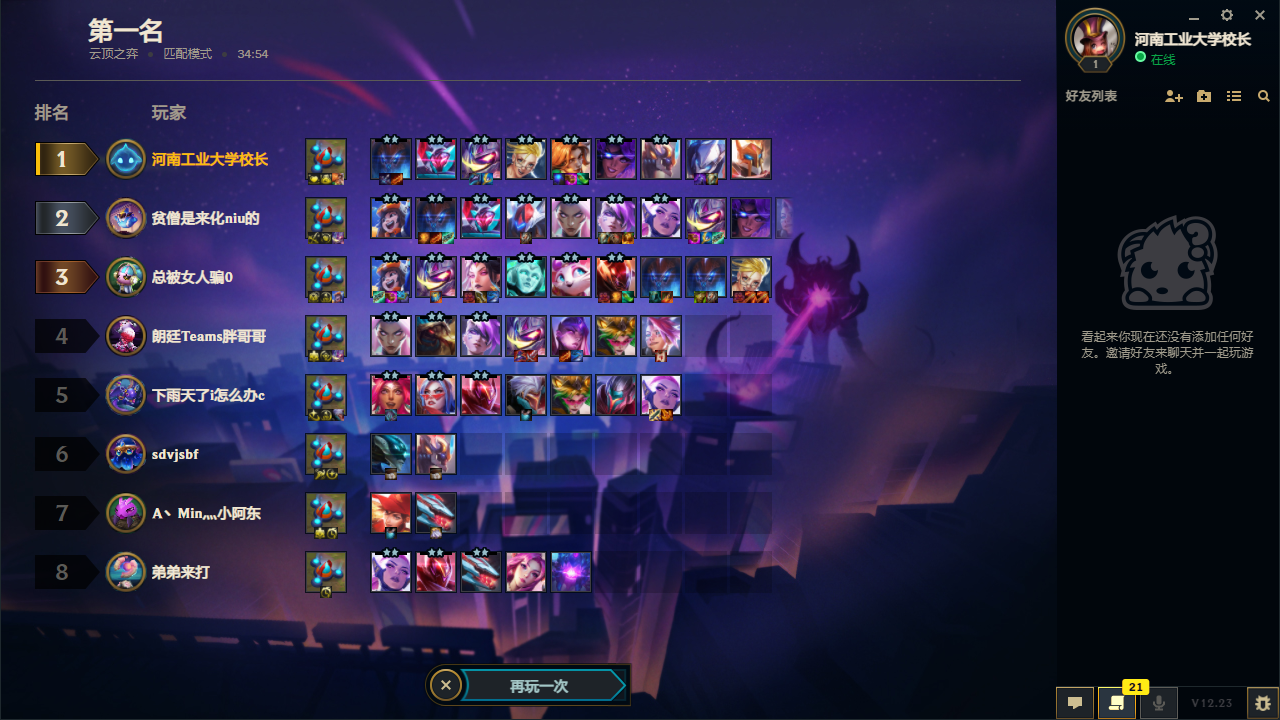 第一名
云顶之弈 • 匹配模式 • 34:54
排名 玩家
1 河南工业大学校长
2 贫僧是来化niu的
3 总被女人骗0
4 朗廷Teams胖哥哥
5 下雨天了i怎么办c
6 sdvjsbf
7 A丶Min灬小阿东
8 弟弟来打
再玩一次
河南工业大学校长
1
在线
好友列表
看起来你现在还没有添加任何好
友。邀请好友来聊天并一起玩游
戏。
21
V12.23